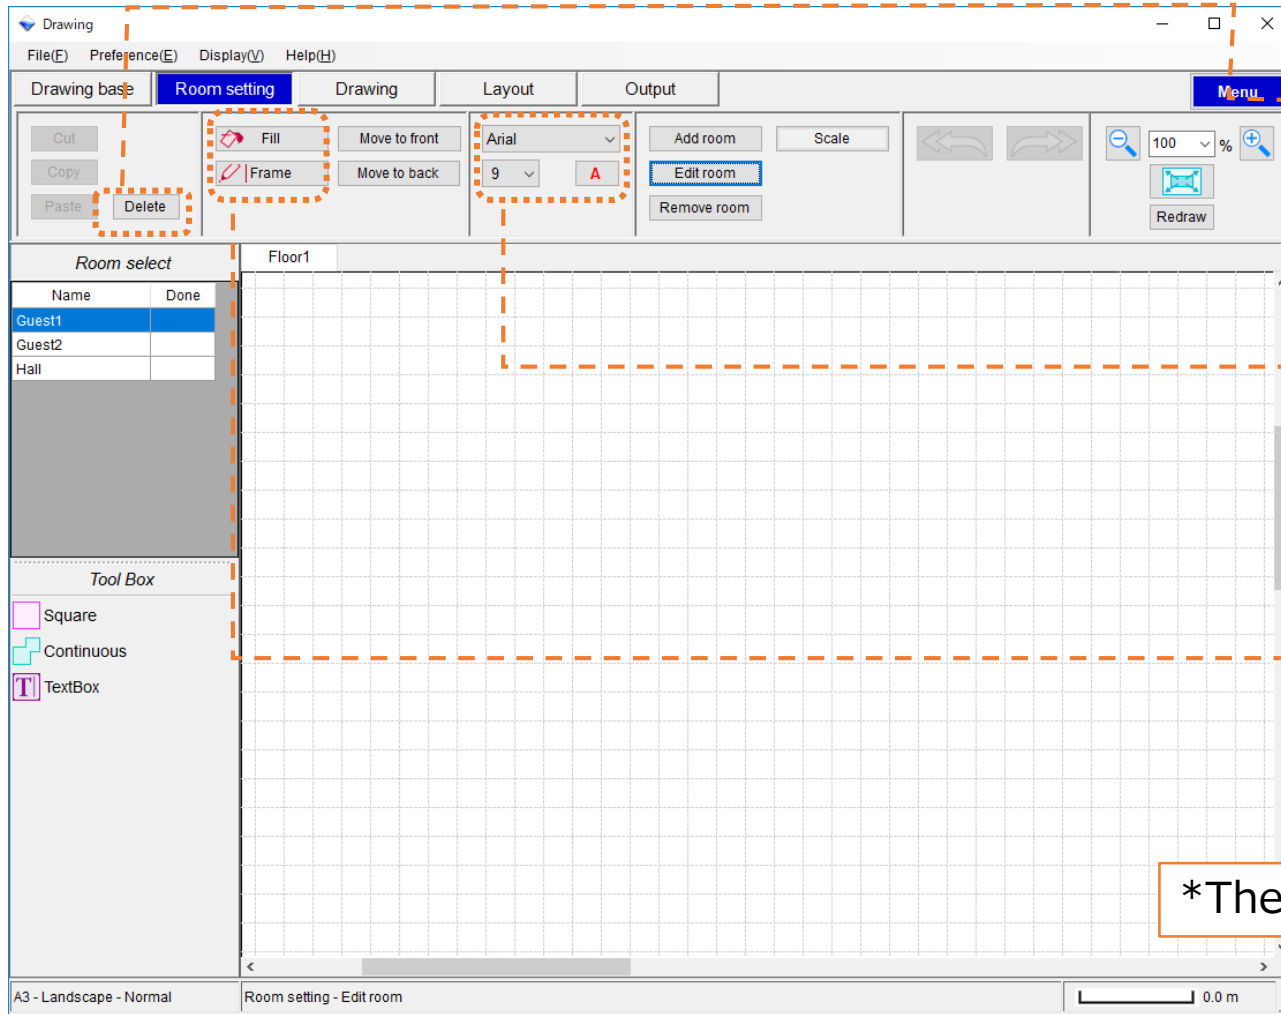 Drawing
File(F) Preference(E) Display(V) Help(H)
Drawing base Room setting Drawing Layout Output Menu
Cut Fill Move to front Arial Add room Scale 100 %
Copy Frame Move to back 9 A Edit room
Paste Delete Remove room Redraw
Room select Floor1
Name Done
Guest1
Guest2
Hall
Tool Box
Square
Continuous
T TextBox
*The
A3 - Landscape - Normal Room setting - Edit room 0.0 m